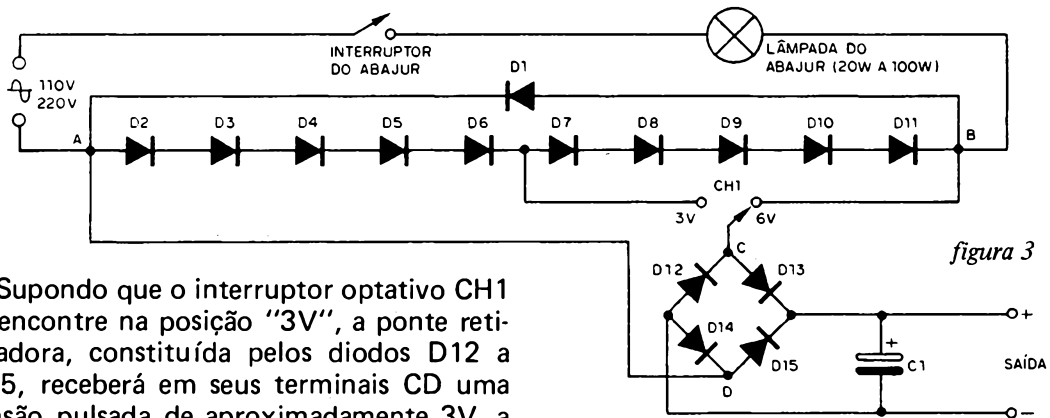 INTERRUPTOR
DO ABAJUR
LÂMPADA DO
ABAJUR (20W A 100W)
110V
220V
D1
A
D2
D3
D4
D5
D6
D7
D8
D9
D10
D11
B
CH1
3V
6V
C
figura 3
D12
D13
D14
D15
D
+
+
C1
SAÍDA
−
Supondo que o interruptor optativo CH1
encontre na posição "3V", a ponte reti-
adora, constituída pelos diodos D12 a
5, receberá em seus terminais CD uma